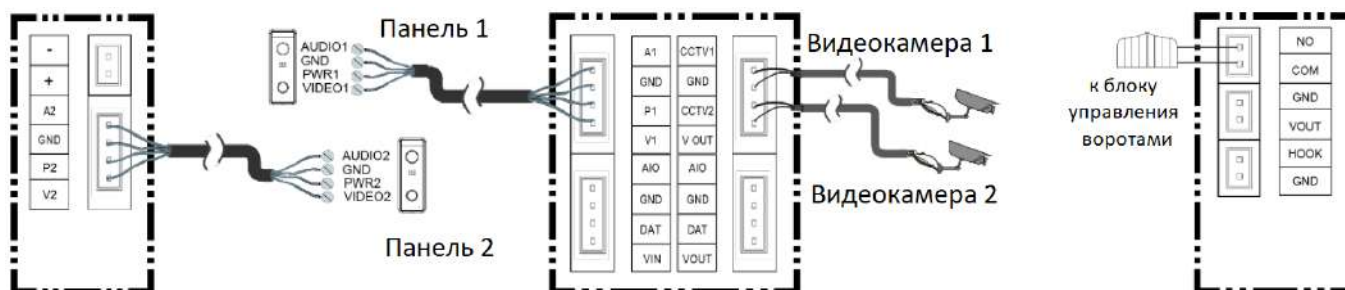 -
+
A2
GND
P2
V2
Панель 1
AUDIO1
GND
PWR1
VIDEO1
AUDIO2
GND
PWR2
VIDEO2
Панель 2
A1 CCTV1
GND GND
P1 CCTV2
V1 V OUT
AIO AIO
GND GND
DAT DAT
VIN VOUT
Видеокамера 1
Видеокамера 2
к блоку
управления
воротами
NO
COM
GND
VOUT
HOOK
GND